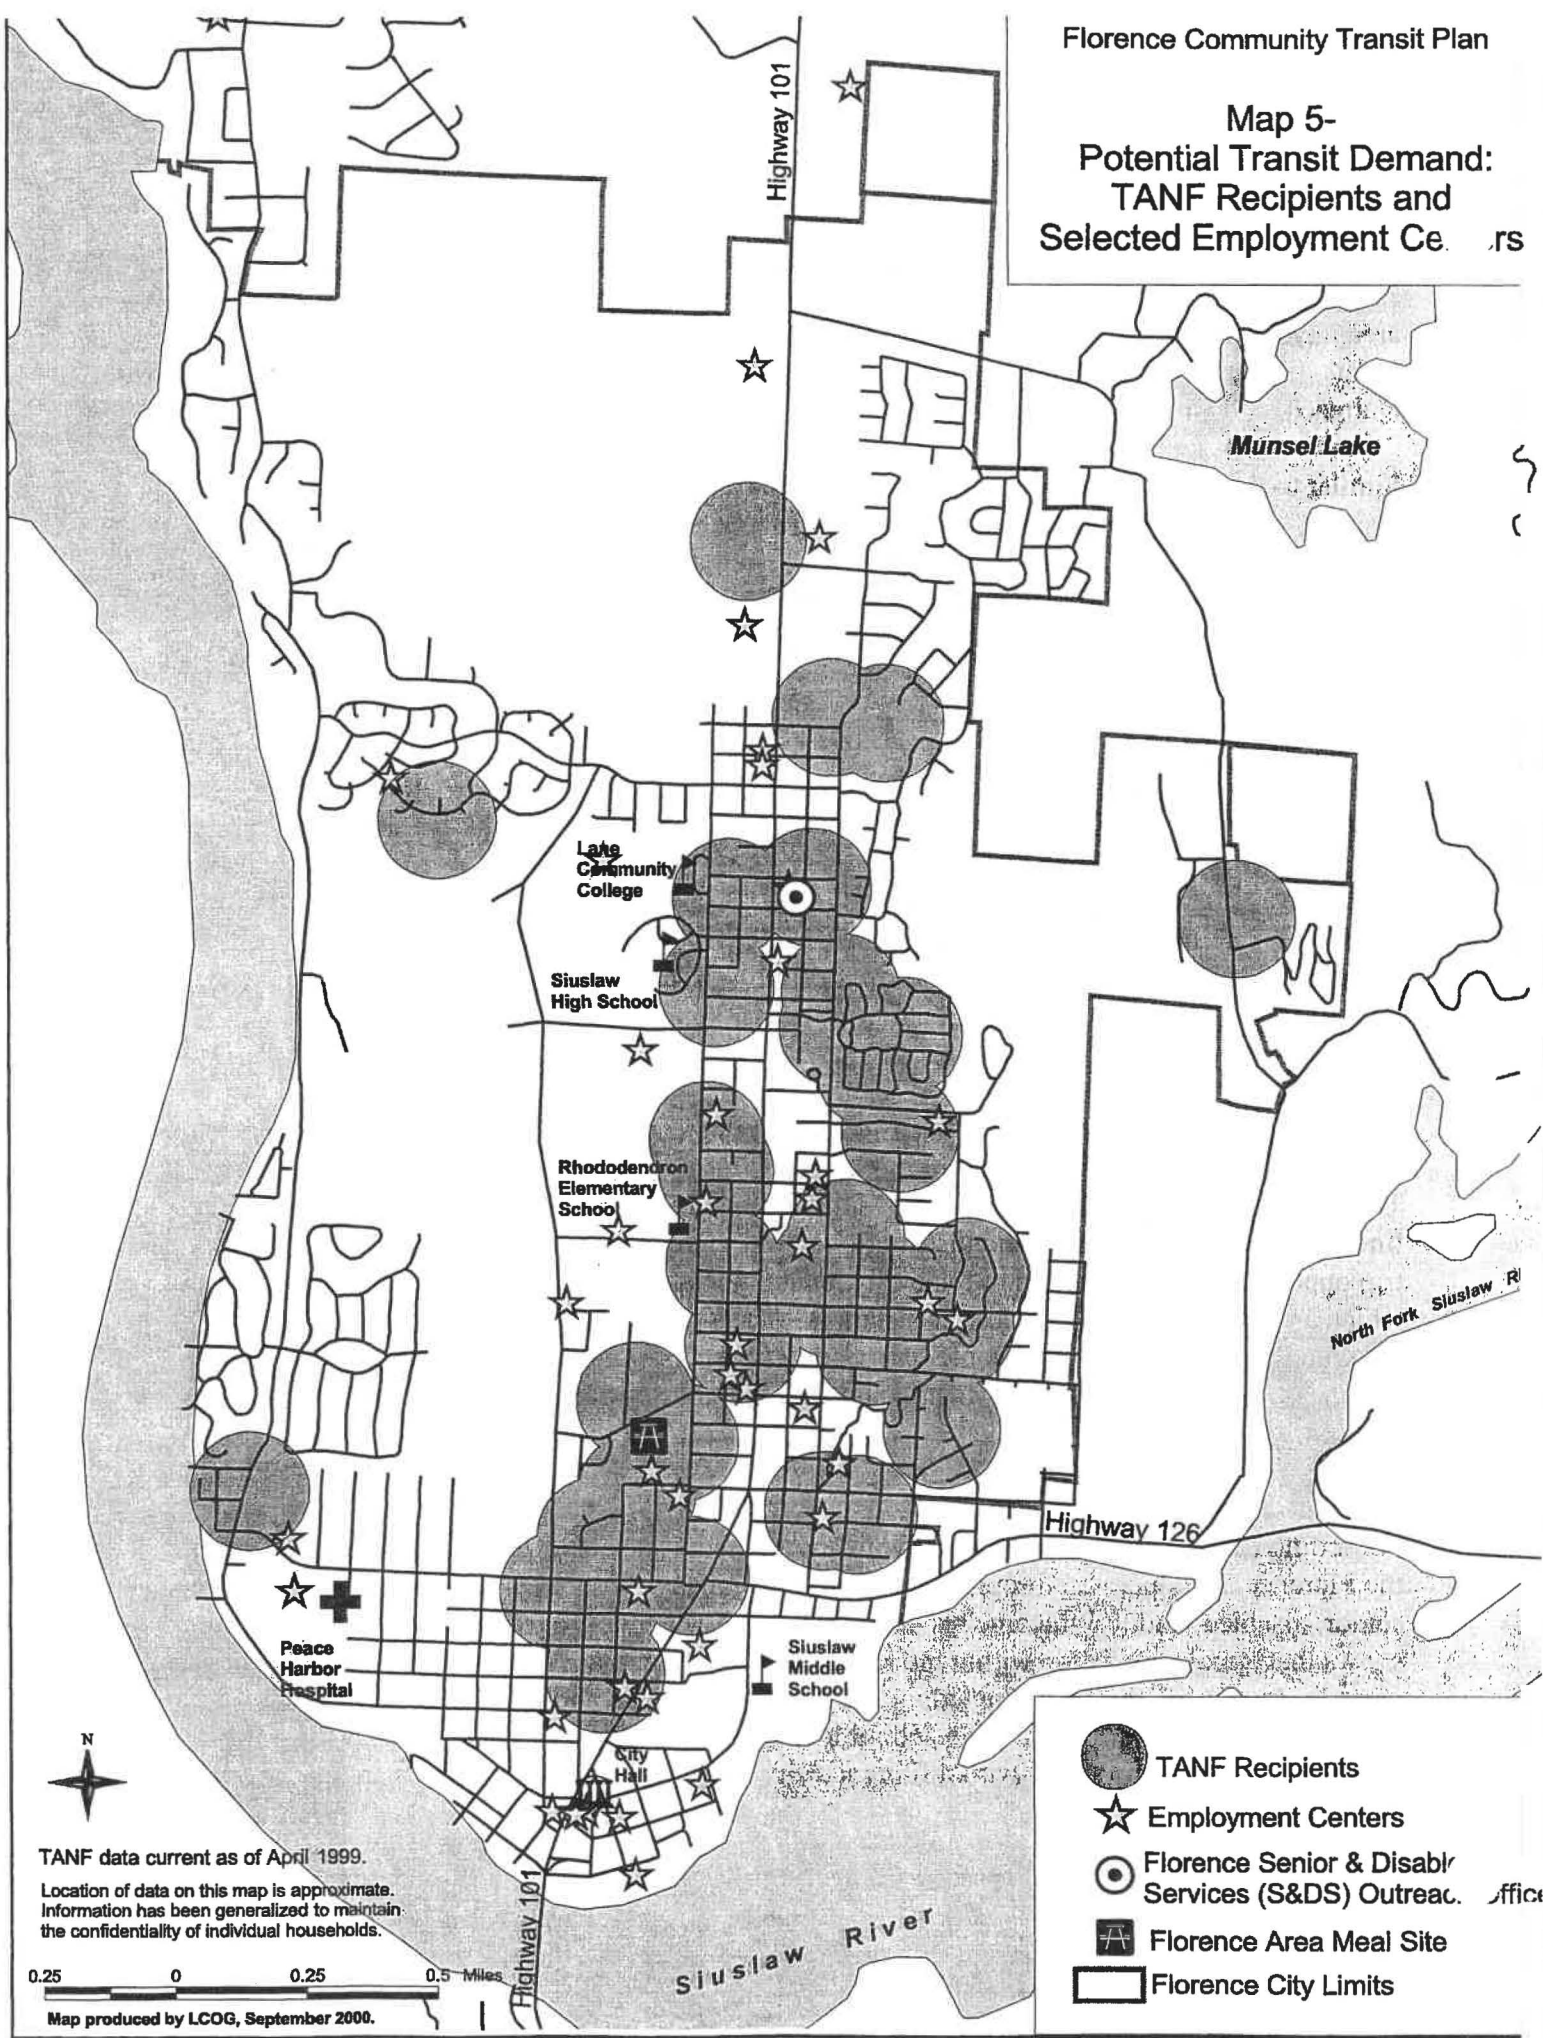 Florence Community Transit Plan
Map 5-
Potential Transit Demand:
TANF Recipients and
Selected Employment
Highway 101
Munsel Lake
Lane
Community
College
Siuslaw
High School
Rhododendron
Elementary
School
North Fork Siuslaw
Highway 126
Peace
Harbor
Hospital
Siuslaw
Middle
School
City
Hall
N
TANF Recipients
Employment Centers
Florence Senior &
Services (S&DS)
Florence Area Meal Site
Florence City Limits
TANF data current as of April 1999.
Location of data on this map is approximate.
Information has been generalized to maintain
the confidentiality of individual households.
0.25 0 0.25 0.5 Miles
Map produced by LCOG, September 2000.
Highway 101
Siuslaw River